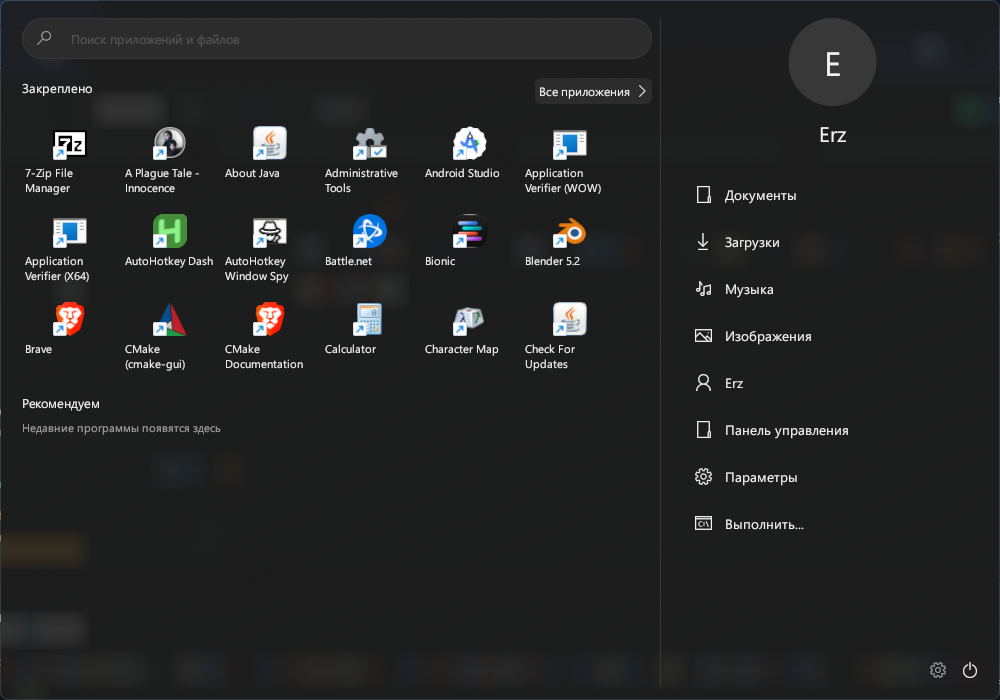 Поиск приложений и файлов
Закреплено
Все приложения
7-Zip File
Manager
A Plague Tale -
Innocence
About Java
Administrative
Tools
Android Studio
Application
Verifier (WOW)
Application
Verifier (X64)
AutoHotkey Dash
AutoHotkey
Window Spy
Battle.net
Bionic
Blender 5.2
Brave
CMake
(cmake-gui)
CMake
Documentation
Calculator
Character Map
Check For
Updates
Рекомендуем
Недавние программы появятся здесь
E
Erz
Документы
Загрузки
Музыка
Изображения
Erz
Панель управления
Параметры
Выполнить...